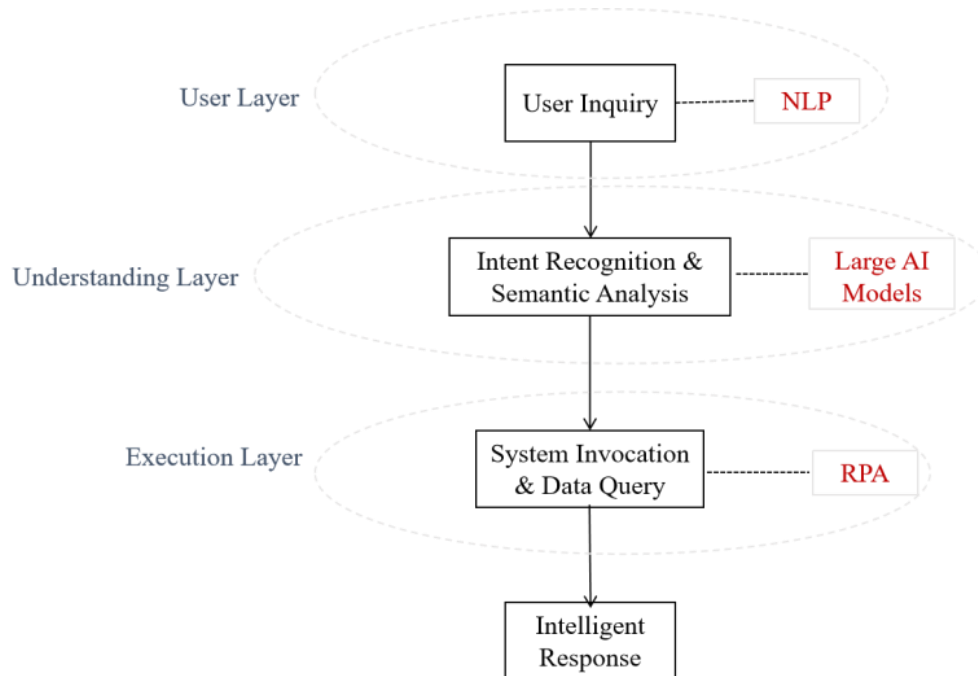 User Layer
User Inquiry
NLP
Understanding Layer
Intent Recognition &
Semantic Analysis
Large AI
Models
Execution Layer
System Invocation
& Data Query
RPA
Intelligent
Response